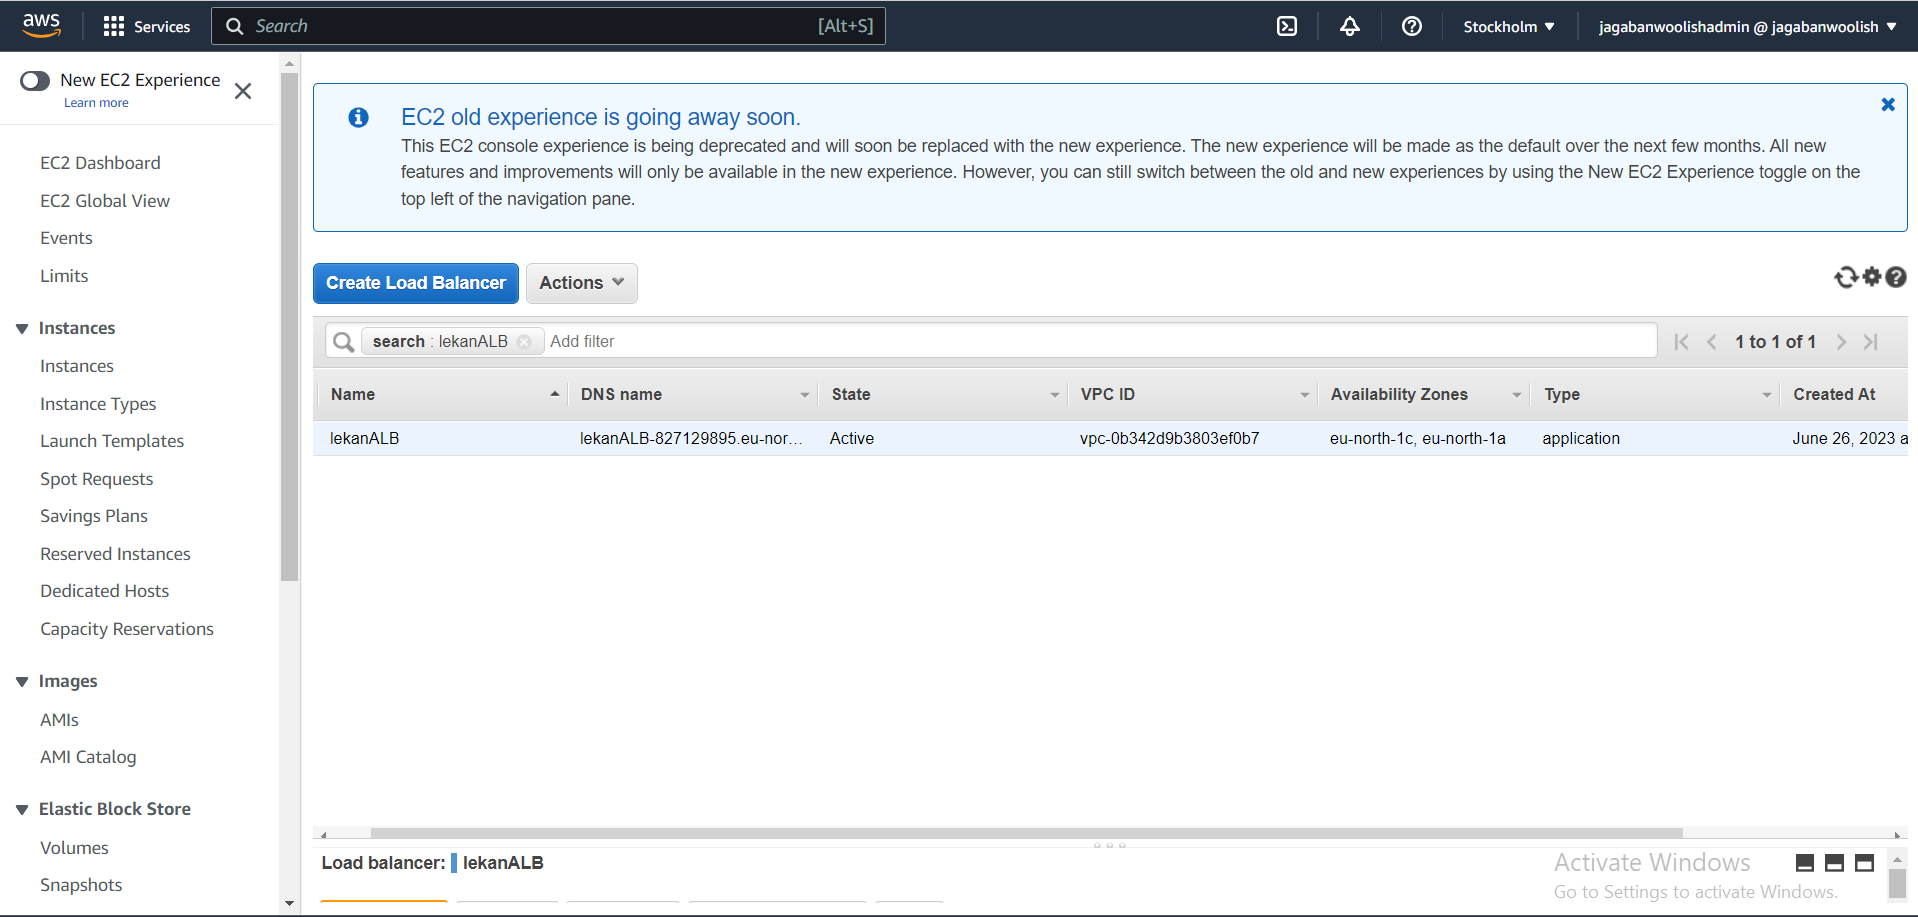 aws
Services
Search
[Alt+S]
Stockholm
jagabanwoolishadmin @ jagabanwoolish
New EC2 Experience
Learn more
EC2 Dashboard
EC2 Global View
Events
Limits
Instances
Instances
Instance Types
Launch Templates
Spot Requests
Savings Plans
Reserved Instances
Dedicated Hosts
Capacity Reservations
Images
AMIs
AMI Catalog
Elastic Block Store
Volumes
Snapshots
EC2 old experience is going away soon.
This EC2 console experience is being deprecated and will soon be replaced with the new experience. The new experience will be made as the default over the next few months. All new
features and improvements will only be available in the new experience. However, you can still switch between the old and new experiences by using the New EC2 Experience toggle on the
top left of the navigation pane.
Create Load Balancer
Actions
search : lekanALB
Add filter
1 to 1 of 1
Name DNS name State VPC ID Availability Zones Type Created At
lekanALB lekanALB-827129895.eu-nor... Active vpc-0b342d9b3803ef0b7 eu-north-1c, eu-north-1a application June 26, 2023 a
Load balancer: lekanALB
Activate Windows
Go to Settings to activate Windows.